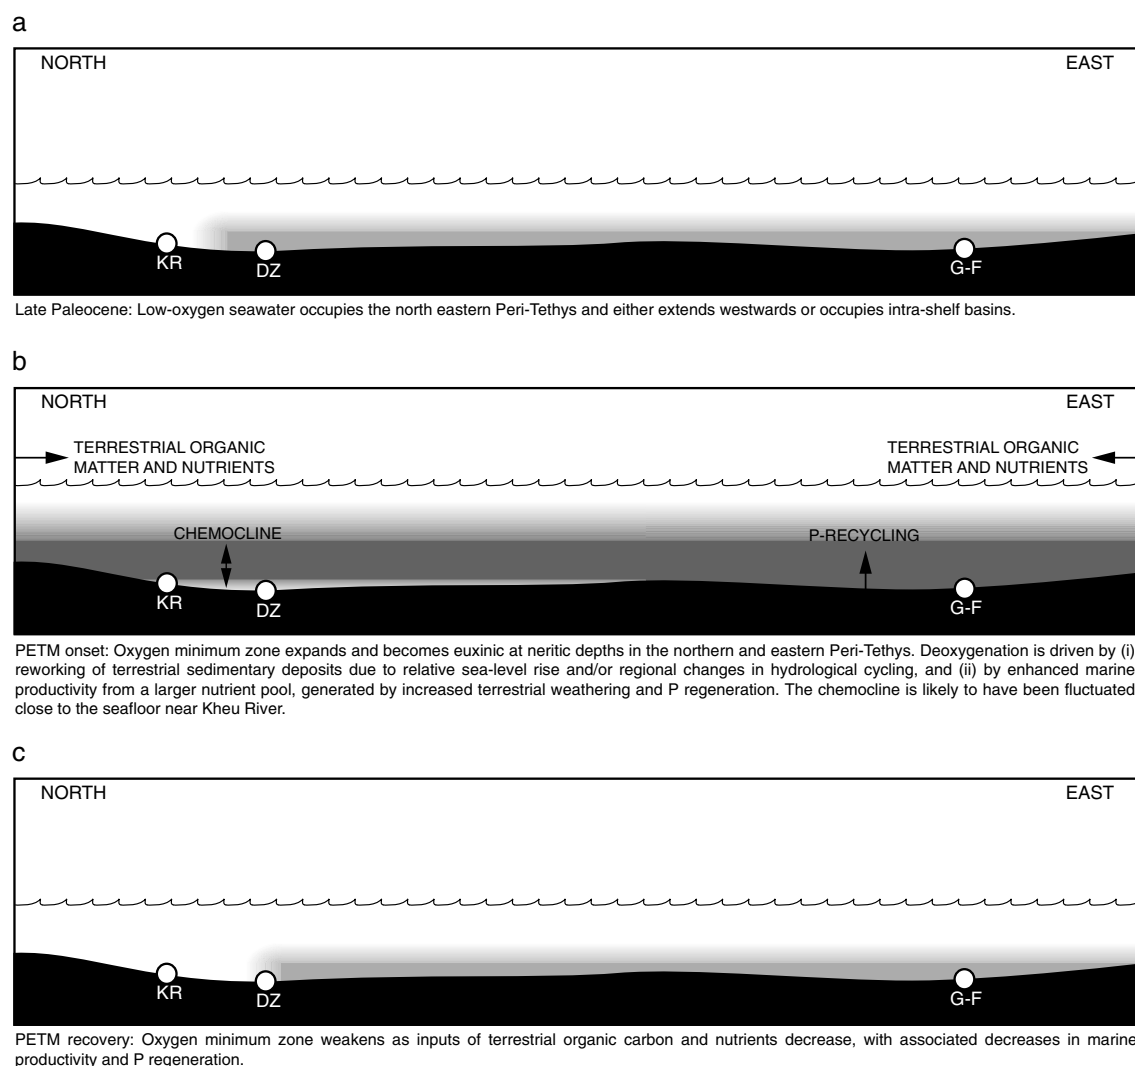 a
NORTH EAST
KR DZ G-F
Late Paleocene: Low-oxygen seawater occupies the north eastern Peri-Tethys and either extends westwards or occupies intra-shelf basins.
b
NORTH EAST
TERRESTRIAL ORGANIC TERRESTRIAL ORGANIC
MATTER AND NUTRIENTS MATTER AND NUTRIENTS
CHEMOCLINE P-RECYCLING
KR DZ G-F
PETM onset: Oxygen minimum zone expands and becomes euxinic at neritic depths in the northern and eastern Peri-Tethys. Deoxygenation is driven by (i)
reworking of terrestrial sedimentary deposits due to relative sea-level rise and/or regional changes in hydrological cycling, and (ii) by enhanced marine
productivity from a larger nutrient pool, generated by increased terrestrial weathering and P regeneration. The chemocline is likely to have been fluctuated
close to the seafloor near Kheu River.
c
NORTH EAST
KR DZ G-F
PETM recovery: Oxygen minimum zone weakens as inputs of terrestrial organic carbon and nutrients decrease, with associated decreases in marine
productivity and P regeneration.